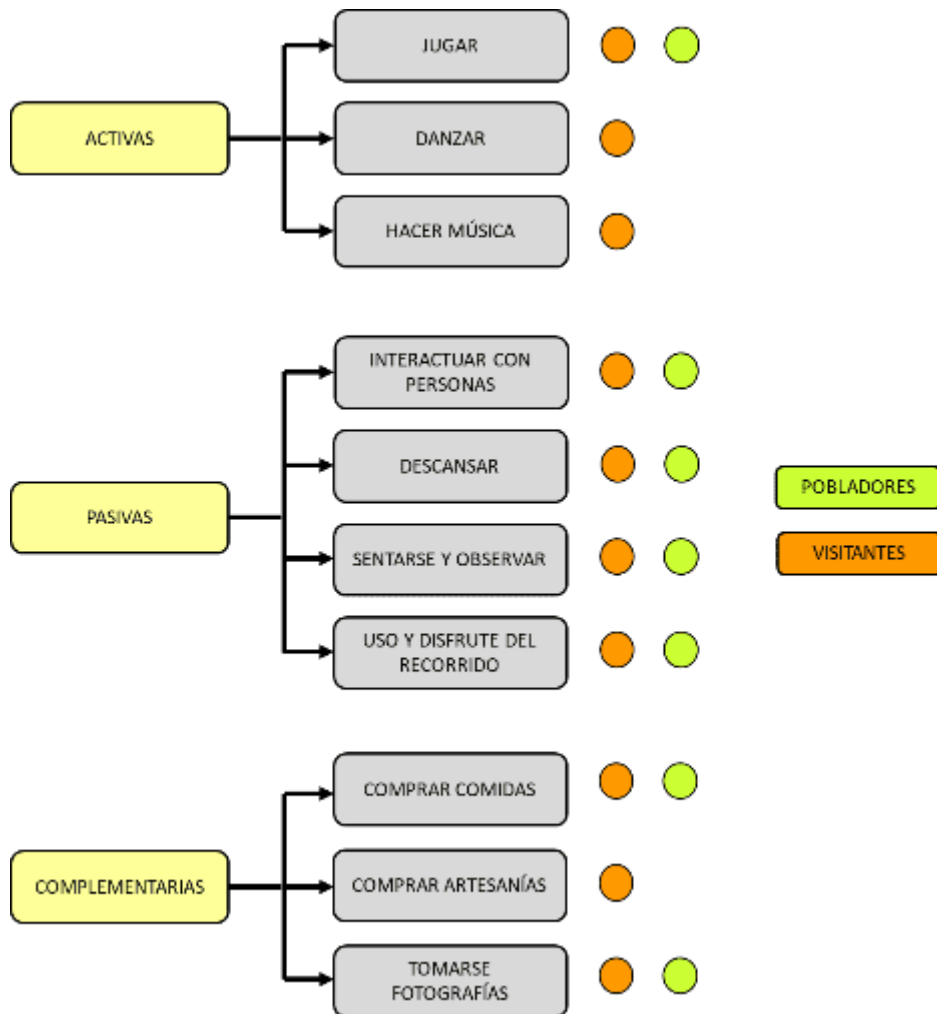 JUGAR
ACTIVAS
DANZAR
HACER MÚSICA
INTERACTUAR CON
PERSONAS
DESCANSAR
PASIVAS
SENTARSE Y OBSERVAR
USO Y DISFRUTE DEL
RECORRIDO
POBLADORES
VISITANTES
COMPRAR COMIDAS
COMPLEMENTARIAS
COMPRAR ARTESANÍAS
TOMARSE
FOTOGRAFÍAS